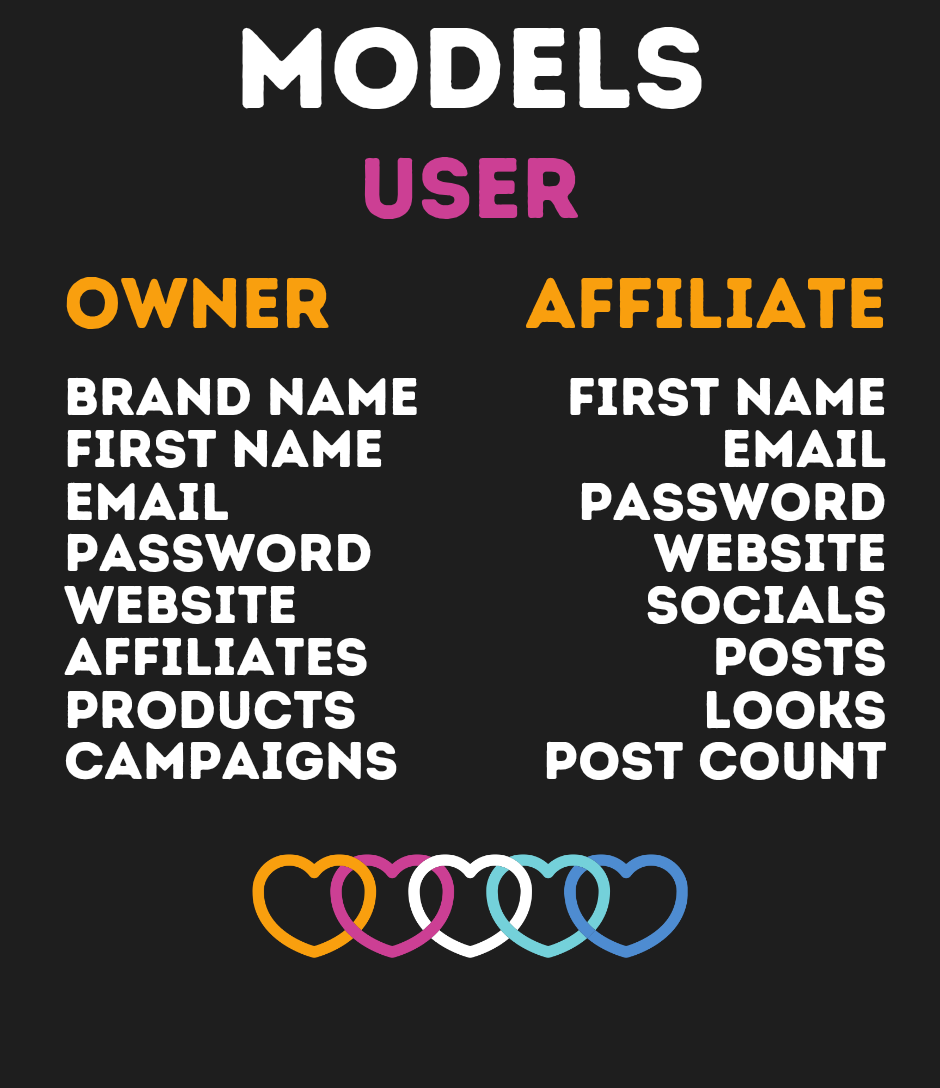 MODELS
USER
OWNER
BRAND NAME
FIRST NAME
EMAIL
PASSWORD
WEBSITE
AFFILIATES
PRODUCTS
CAMPAIGNS
AFFILIATE
FIRST NAME
EMAIL
PASSWORD
WEBSITE
SOCIALS
POSTS
LOOKS
POST COUNT